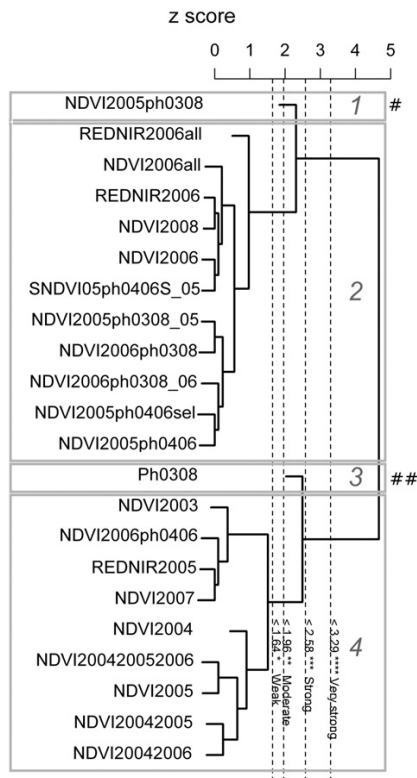 z score
0 1 2 3 4 5
NDVI2005ph0308 1 #
REDNIR2006all
NDVI2006all
REDNIR2006
NDVI2008
NDVI2006
SNDVI05ph0406S_05
2
NDVI2005ph0308_05
NDVI2006ph0308
NDVI2006ph0308_06
NDVI2005ph0406sel
NDVI2005ph0406
Ph0308 3 ##
NDVI2003
NDVI2006ph0406
REDNIR2005
NDVI2007
NDVI2004
4
NDVI200420052006
NDVI2005
NDVI20042005
NDVI20042006
≤ 1.64 * Weak
≤ 1.96 ** Moderate
≤ 2.58 *** Strong
≤ 3.29 **** Very strong